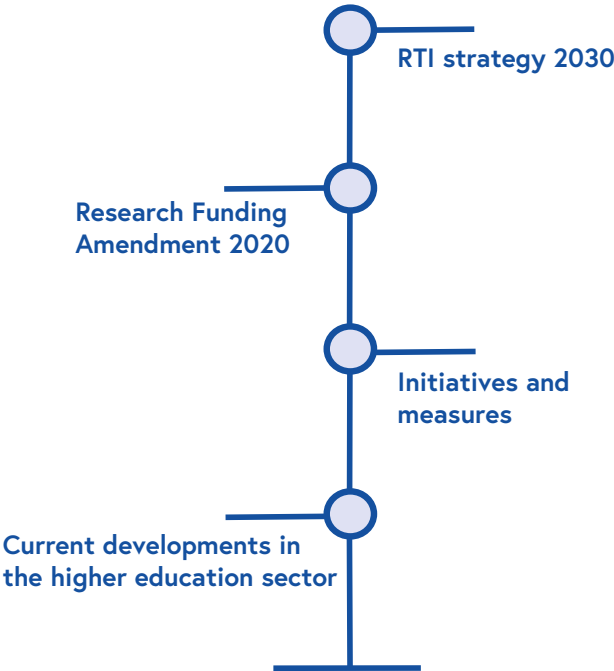 RTI strategy 2030
Research Funding
Amendment 2020
Initiatives and
measures
Current developments in
the higher education sector